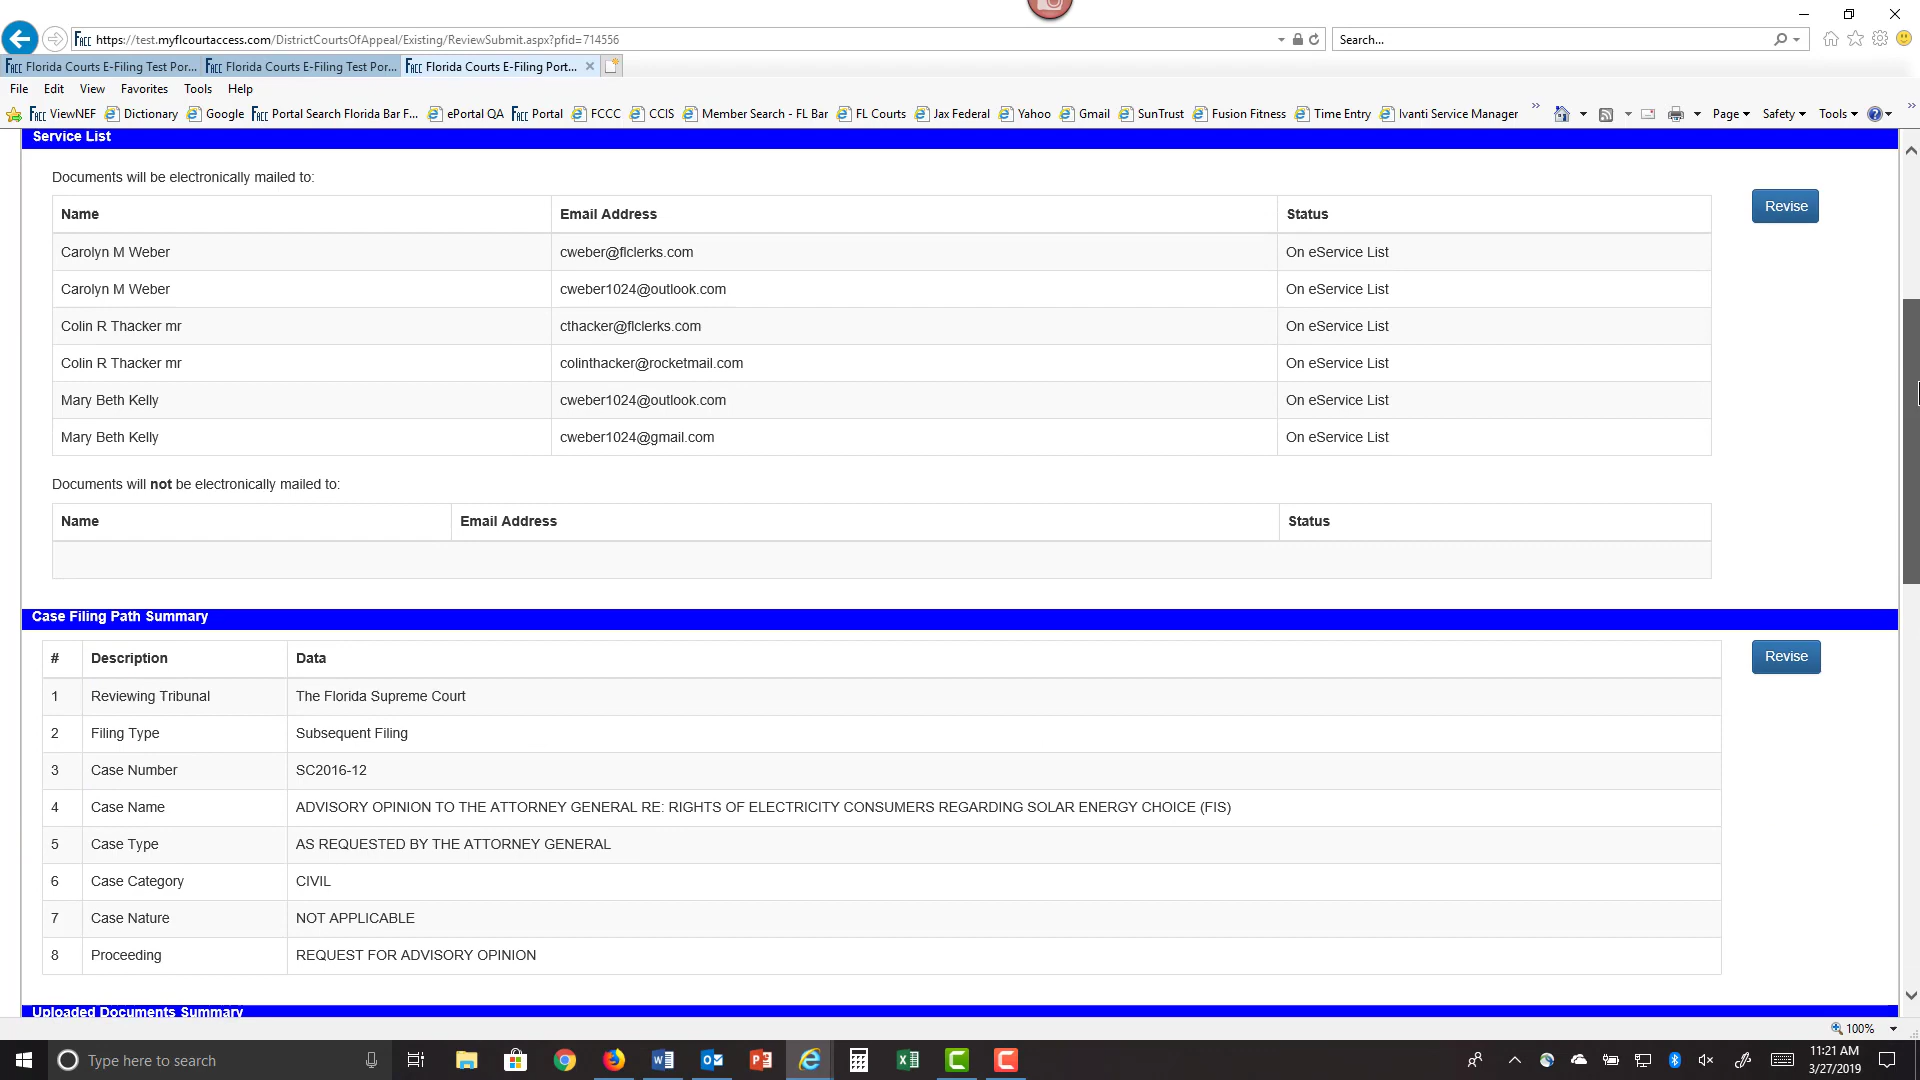 https://test.myflcourtaccess.com/DistrictCourtsOfAppeal/Existing/ReviewSubmit.aspx?pfid=714556
Search...
Florida Courts E-Filing Test Por...
Florida Courts E-Filing Test Por...
Florida Courts E-Filing Port...
File Edit View Favorites Tools Help
ViewNEF Dictionary Google Portal Search Florida Bar F... ePortal QA Portal FCCC CCIS Member Search - FL Bar FL Courts Jax Federal Yahoo Gmail SunTrust Fusion Fitness Time Entry Ivanti Service Manager Page Safety Tools
Service List
Documents will be electronically mailed to:
Revise
Name Email Address Status
Carolyn M Weber cweber@flclerks.com On eService List
Carolyn M Weber cweber1024@outlook.com On eService List
Colin R Thacker mr cthacker@flclerks.com On eService List
Colin R Thacker mr colinthacker@rocketmail.com On eService List
Mary Beth Kelly cweber1024@outlook.com On eService List
Mary Beth Kelly cweber1024@gmail.com On eService List
Documents will not be electronically mailed to:
Name Email Address Status
Case Filing Path Summary
# Description Data
Revise
1 Reviewing Tribunal The Florida Supreme Court
2 Filing Type Subsequent Filing
3 Case Number SC2016-12
4 Case Name ADVISORY OPINION TO THE ATTORNEY GENERAL RE: RIGHTS OF ELECTRICITY CONSUMERS REGARDING SOLAR ENERGY CHOICE (FIS)
5 Case Type AS REQUESTED BY THE ATTORNEY GENERAL
6 Case Category CIVIL
7 Case Nature NOT APPLICABLE
8 Proceeding REQUEST FOR ADVISORY OPINION
Uploaded Documents Summary
100%
Type here to search
11:21 AM
3/27/2019